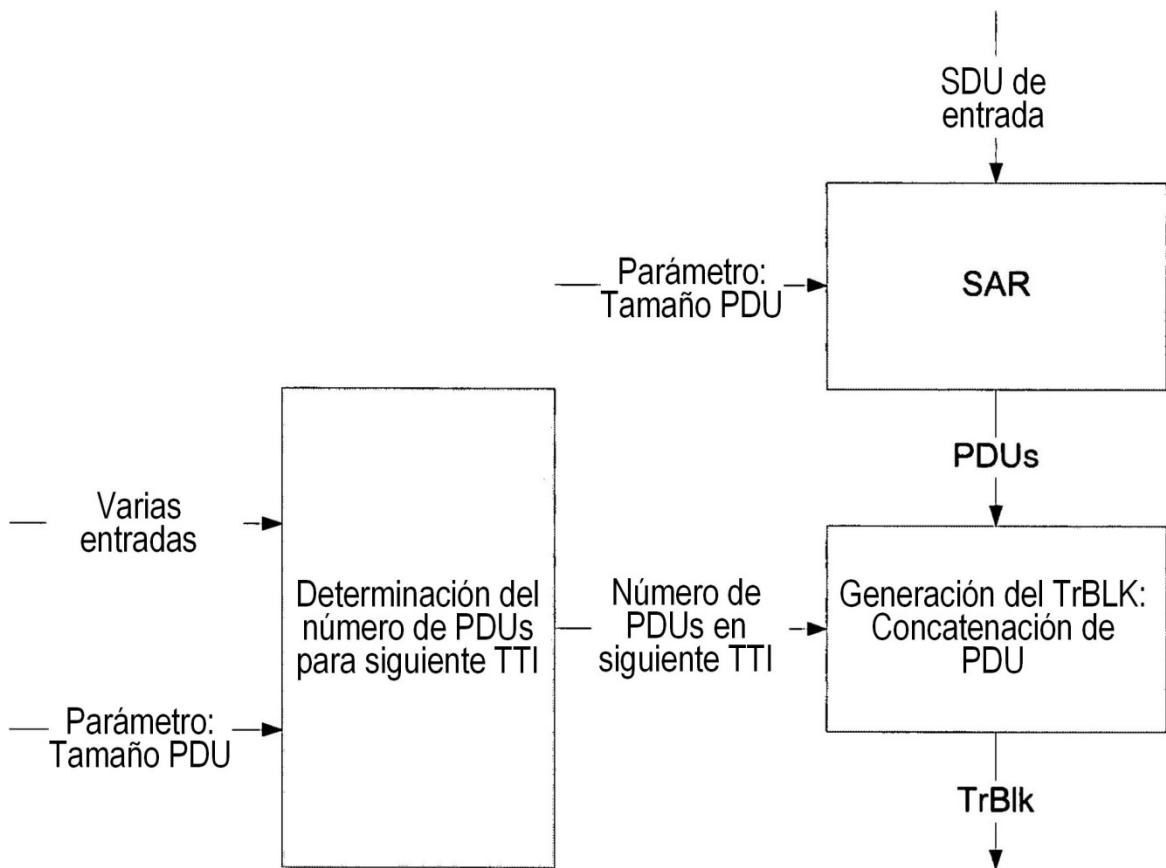 SDU de
entrada
Parámetro:
Tamaño PDU
SAR
PDUs
Varias
entradas
Determinación del
número de PDUs
para siguiente TTI
Número de
PDUs en
siguiente TTI
Generación del TrBLK:
Concatenación de
PDU
Parámetro:
Tamaño PDU
TrBlk